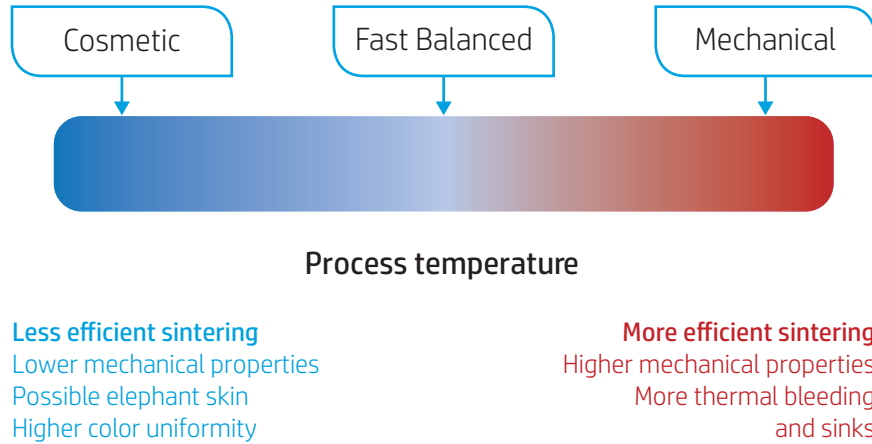 Cosmetic
Fast Balanced
Mechanical
Process temperature
Less efficient sintering
Lower mechanical properties
Possible elephant skin
Higher color uniformity
More efficient sintering
Higher mechanical properties
More thermal bleeding
and sinks